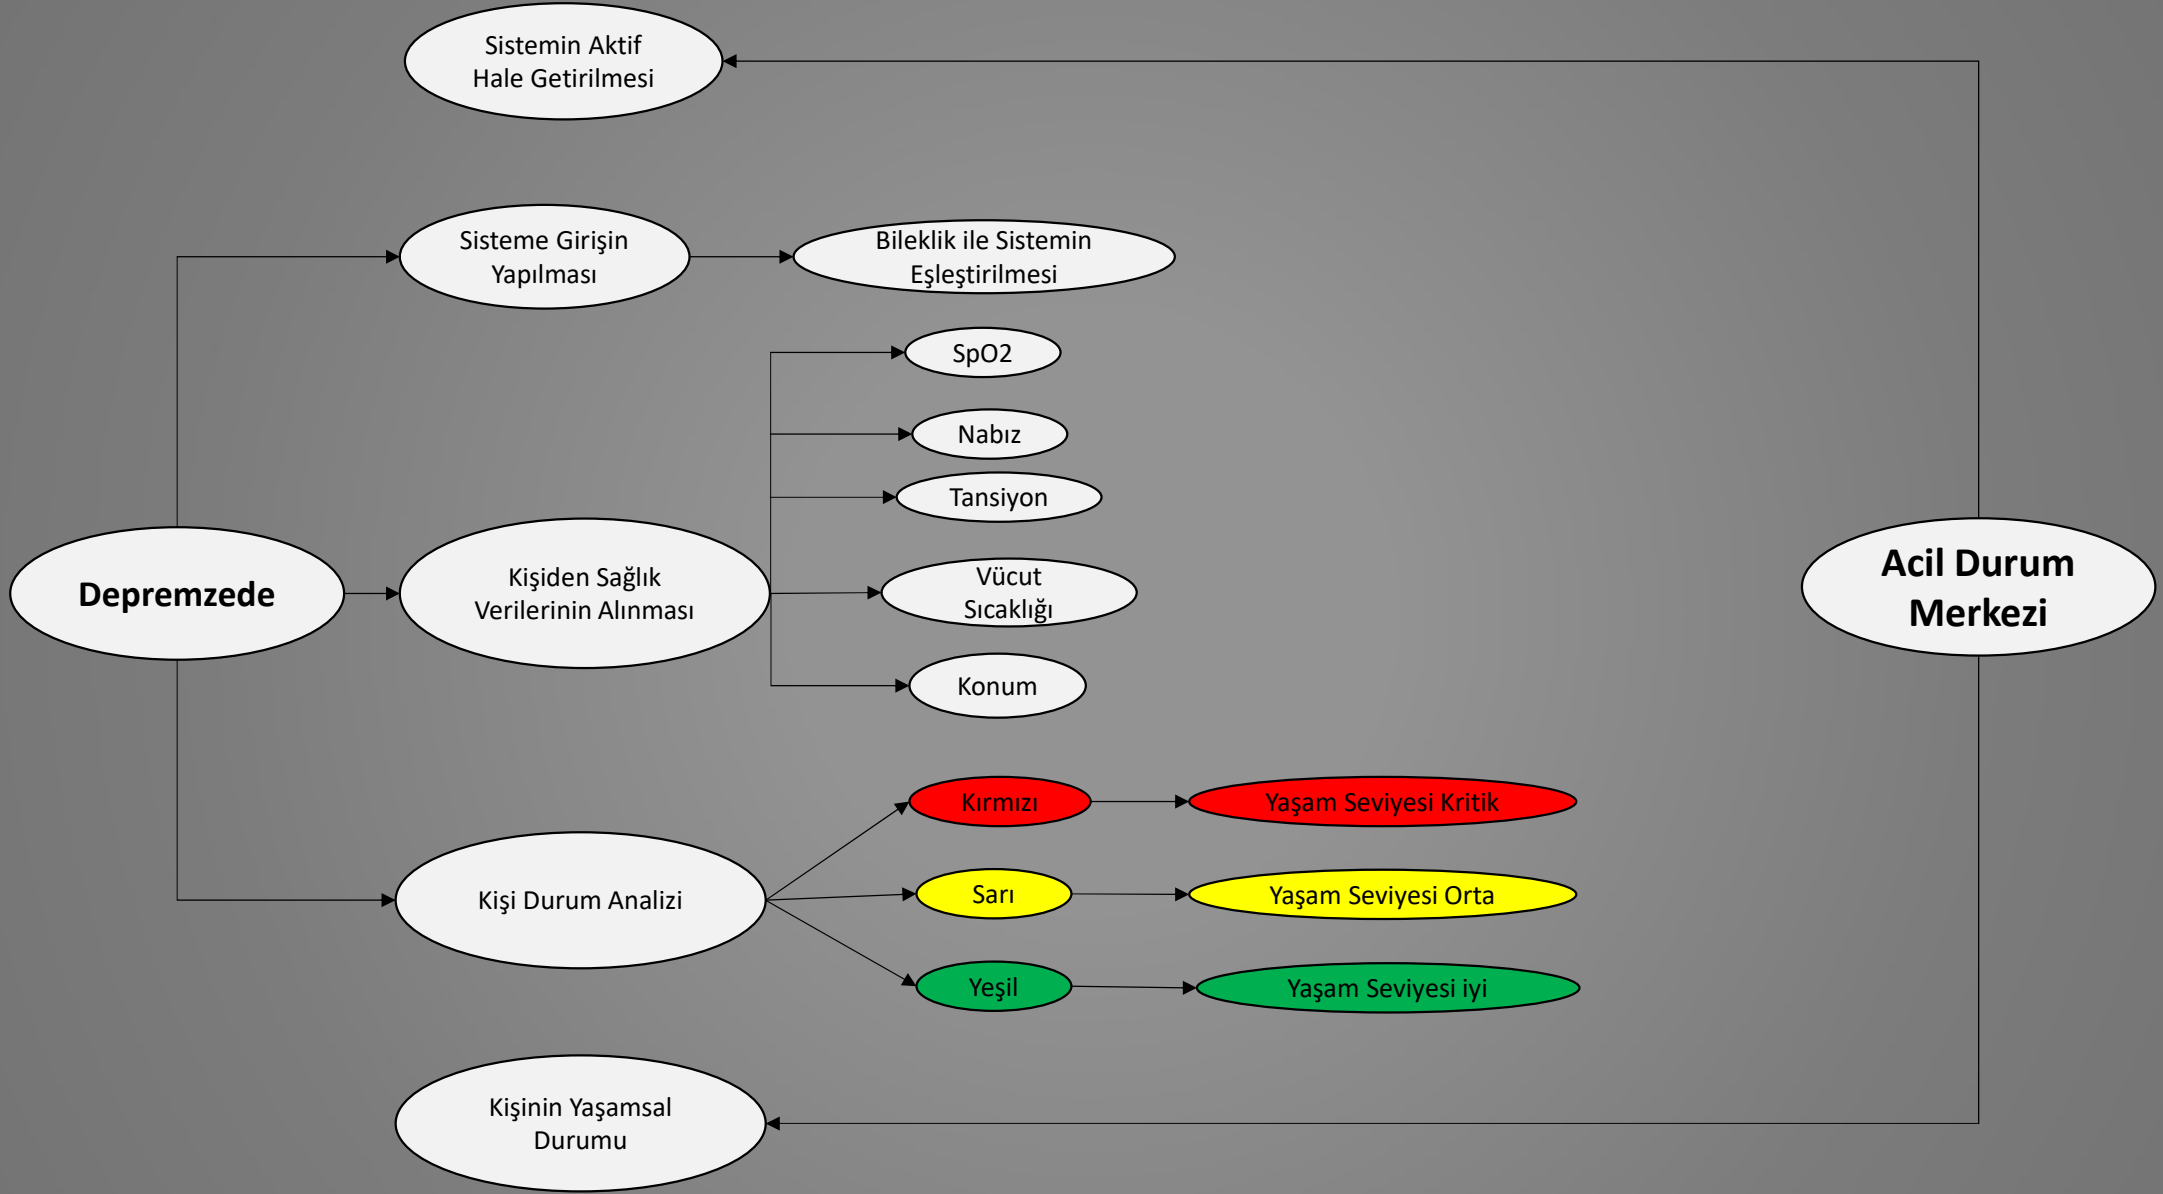 Sistemin Aktif
Hale Getirilmesi
Sisteme Girişin
Yapılması
Bileklik ile Sistemin
Eşleştirilmesi
SpO2
Nabız
Tansiyon
Depremzede
Kişiden Sağlık
Verilerinin Alınması
Vücut
Sıcaklığı
Konum
Acil Durum
Merkezi
Kişi Durum Analizi
Kırmızı
Yaşam Seviyesi Kritik
Sarı
Yaşam Seviyesi Orta
Yeşil
Yaşam Seviyesi iyi
Kişinin Yaşamsal
Durumu